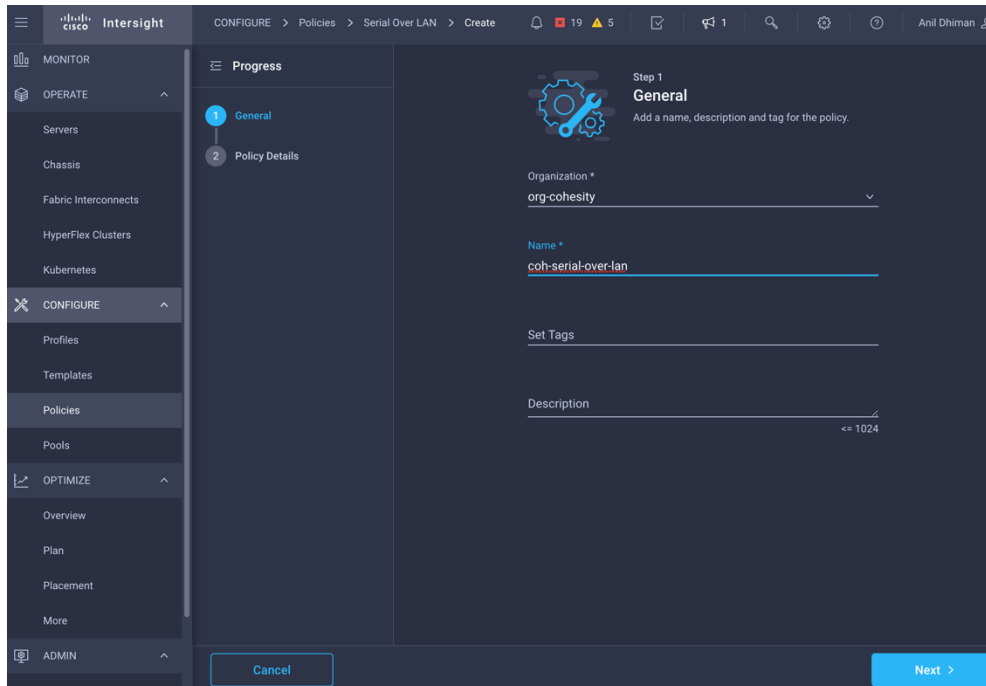 cisco Intersight
CONFIGURE > Policies > Serial Over LAN > Create
19 5
1
Anil Dhiman
MONITOR
OPERATE
Servers
Chassis
Fabric Interconnects
HyperFlex Clusters
Kubernetes
CONFIGURE
Profiles
Templates
Policies
Pools
OPTIMIZE
Overview
Plan
Placement
More
ADMIN
Progress
1 General
2 Policy Details
Step 1
General
Add a name, description and tag for the policy.
Organization *
org-cohesity
Name *
coh-serial-over-lan
Set Tags
Description
<= 1024
Cancel
Next >